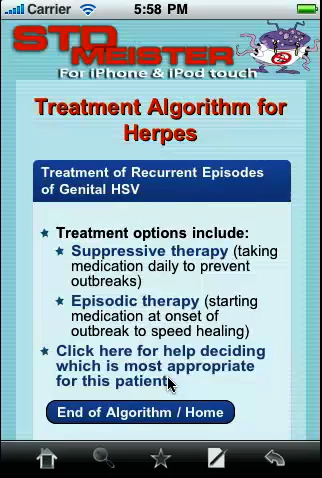 Carrier 5:58 PM
STD
MEISTER
For iPhone & iPod touch
Treatment Algorithm for
Herpes
Treatment of Recurrent Episodes
of Genital HSV
Treatment options include:
Suppressive therapy (taking
medication daily to prevent
outbreaks)
Episodic therapy (starting
medication at onset of
outbreak to speed healing)
Click here for help deciding
which is most appropriate
for this patient
End of Algorithm / Home